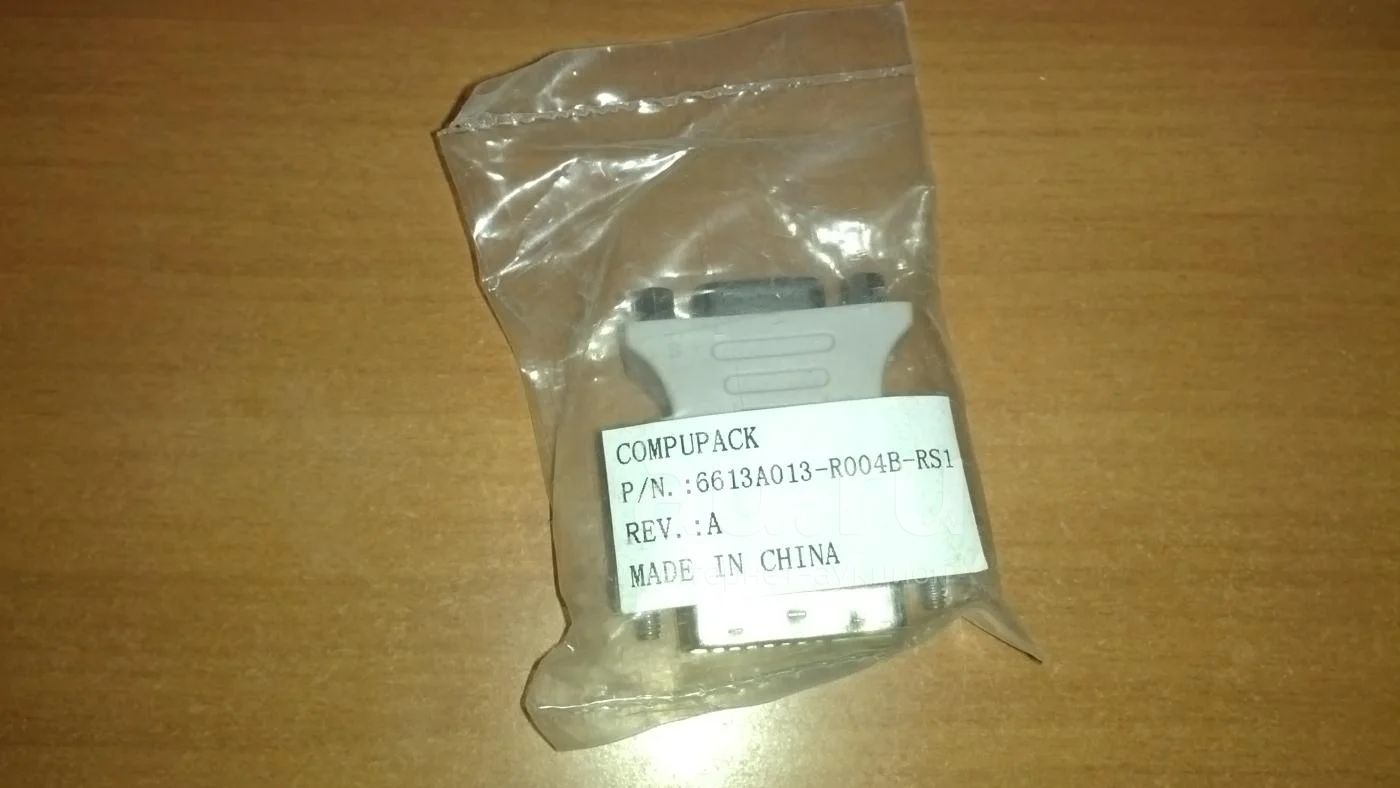 COMPUPACK
P/N.:6613A013-R004B-RS1
REV.:A
MADE IN CHINA